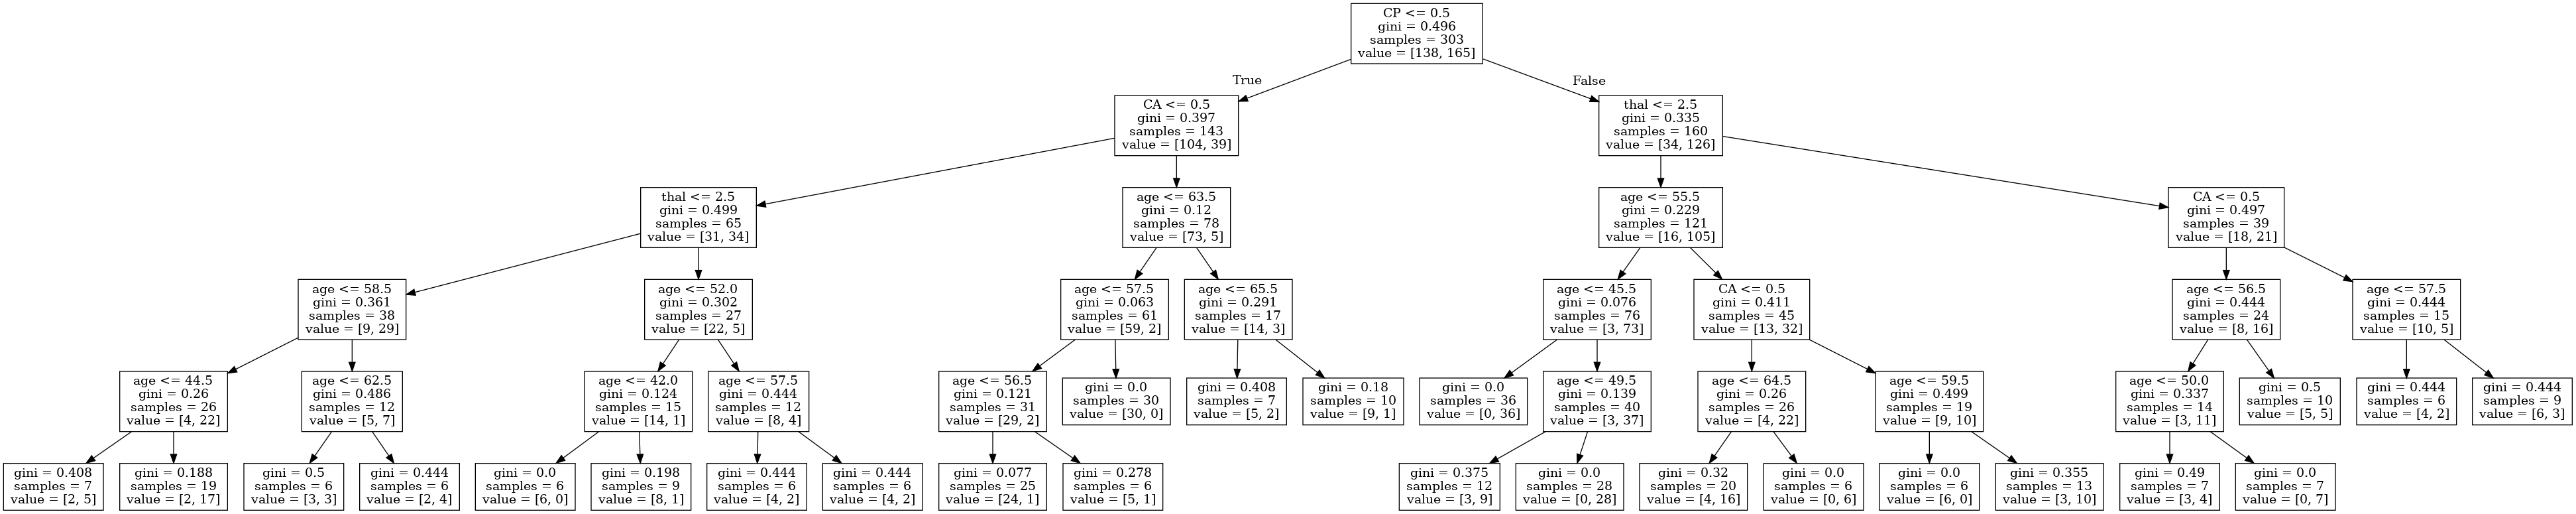 CP <= 0.5
gini = 0.496
samples = 303
value = [138, 165]
True
False
CA <= 0.5
gini = 0.397
samples = 143
value = [104, 39]
thal <= 2.5
gini = 0.335
samples = 160
value = [34, 126]
thal <= 2.5
gini = 0.499
samples = 65
value = [31, 34]
age <= 63.5
gini = 0.12
samples = 78
value = [73, 5]
age <= 55.5
gini = 0.229
samples = 121
value = [16, 105]
CA <= 0.5
gini = 0.497
samples = 39
value = [18, 21]
age <= 58.5
gini = 0.361
samples = 38
value = [9, 29]
age <= 52.0
gini = 0.302
samples = 27
value = [22, 5]
age <= 57.5
gini = 0.063
samples = 61
value = [59, 2]
age <= 65.5
gini = 0.291
samples = 17
value = [14, 3]
age <= 45.5
gini = 0.076
samples = 76
value = [3, 73]
CA <= 0.5
gini = 0.411
samples = 45
value = [13, 32]
age <= 56.5
gini = 0.444
samples = 24
value = [8, 16]
age <= 57.5
gini = 0.444
samples = 15
value = [10, 5]
age <= 44.5
gini = 0.26
samples = 26
value = [4, 22]
age <= 62.5
gini = 0.486
samples = 12
value = [5, 7]
age <= 42.0
gini = 0.124
samples = 15
value = [14, 1]
age <= 57.5
gini = 0.444
samples = 12
value = [8, 4]
age <= 56.5
gini = 0.121
samples = 31
value = [29, 2]
gini = 0.0
samples = 30
value = [30, 0]
gini = 0.408
samples = 7
value = [5, 2]
gini = 0.18
samples = 10
value = [9, 1]
gini = 0.0
samples = 36
value = [0, 36]
age <= 49.5
gini = 0.139
samples = 40
value = [3, 37]
age <= 64.5
gini = 0.26
samples = 26
value = [4, 22]
age <= 59.5
gini = 0.499
samples = 19
value = [9, 10]
age <= 50.0
gini = 0.337
samples = 14
value = [3, 11]
gini = 0.5
samples = 10
value = [5, 5]
gini = 0.444
samples = 6
value = [4, 2]
gini = 0.444
samples = 9
value = [6, 3]
gini = 0.408
samples = 7
value = [2, 5]
gini = 0.188
samples = 19
value = [2, 17]
gini = 0.5
samples = 6
value = [3, 3]
gini = 0.444
samples = 6
value = [2, 4]
gini = 0.0
samples = 6
value = [6, 0]
gini = 0.198
samples = 9
value = [8, 1]
gini = 0.444
samples = 6
value = [4, 2]
gini = 0.444
samples = 6
value = [4, 2]
gini = 0.077
samples = 25
value = [24, 1]
gini = 0.278
samples = 6
value = [5, 1]
gini = 0.375
samples = 12
value = [3, 9]
gini = 0.0
samples = 28
value = [0, 28]
gini = 0.32
samples = 20
value = [4, 16]
gini = 0.0
samples = 6
value = [0, 6]
gini = 0.0
samples = 6
value = [6, 0]
gini = 0.355
samples = 13
value = [3, 10]
gini = 0.49
samples = 7
value = [3, 4]
gini = 0.0
samples = 7
value = [0, 7]